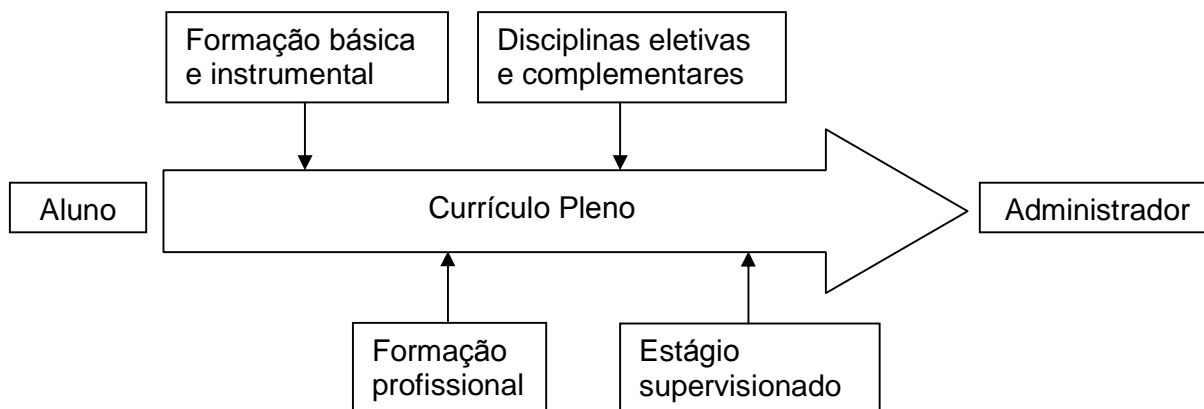 Formação básica
e instrumental
Disciplinas eletivas
e complementares
Aluno
Currículo Pleno
Administrador
Formação
profissional
Estágio
supervisionado